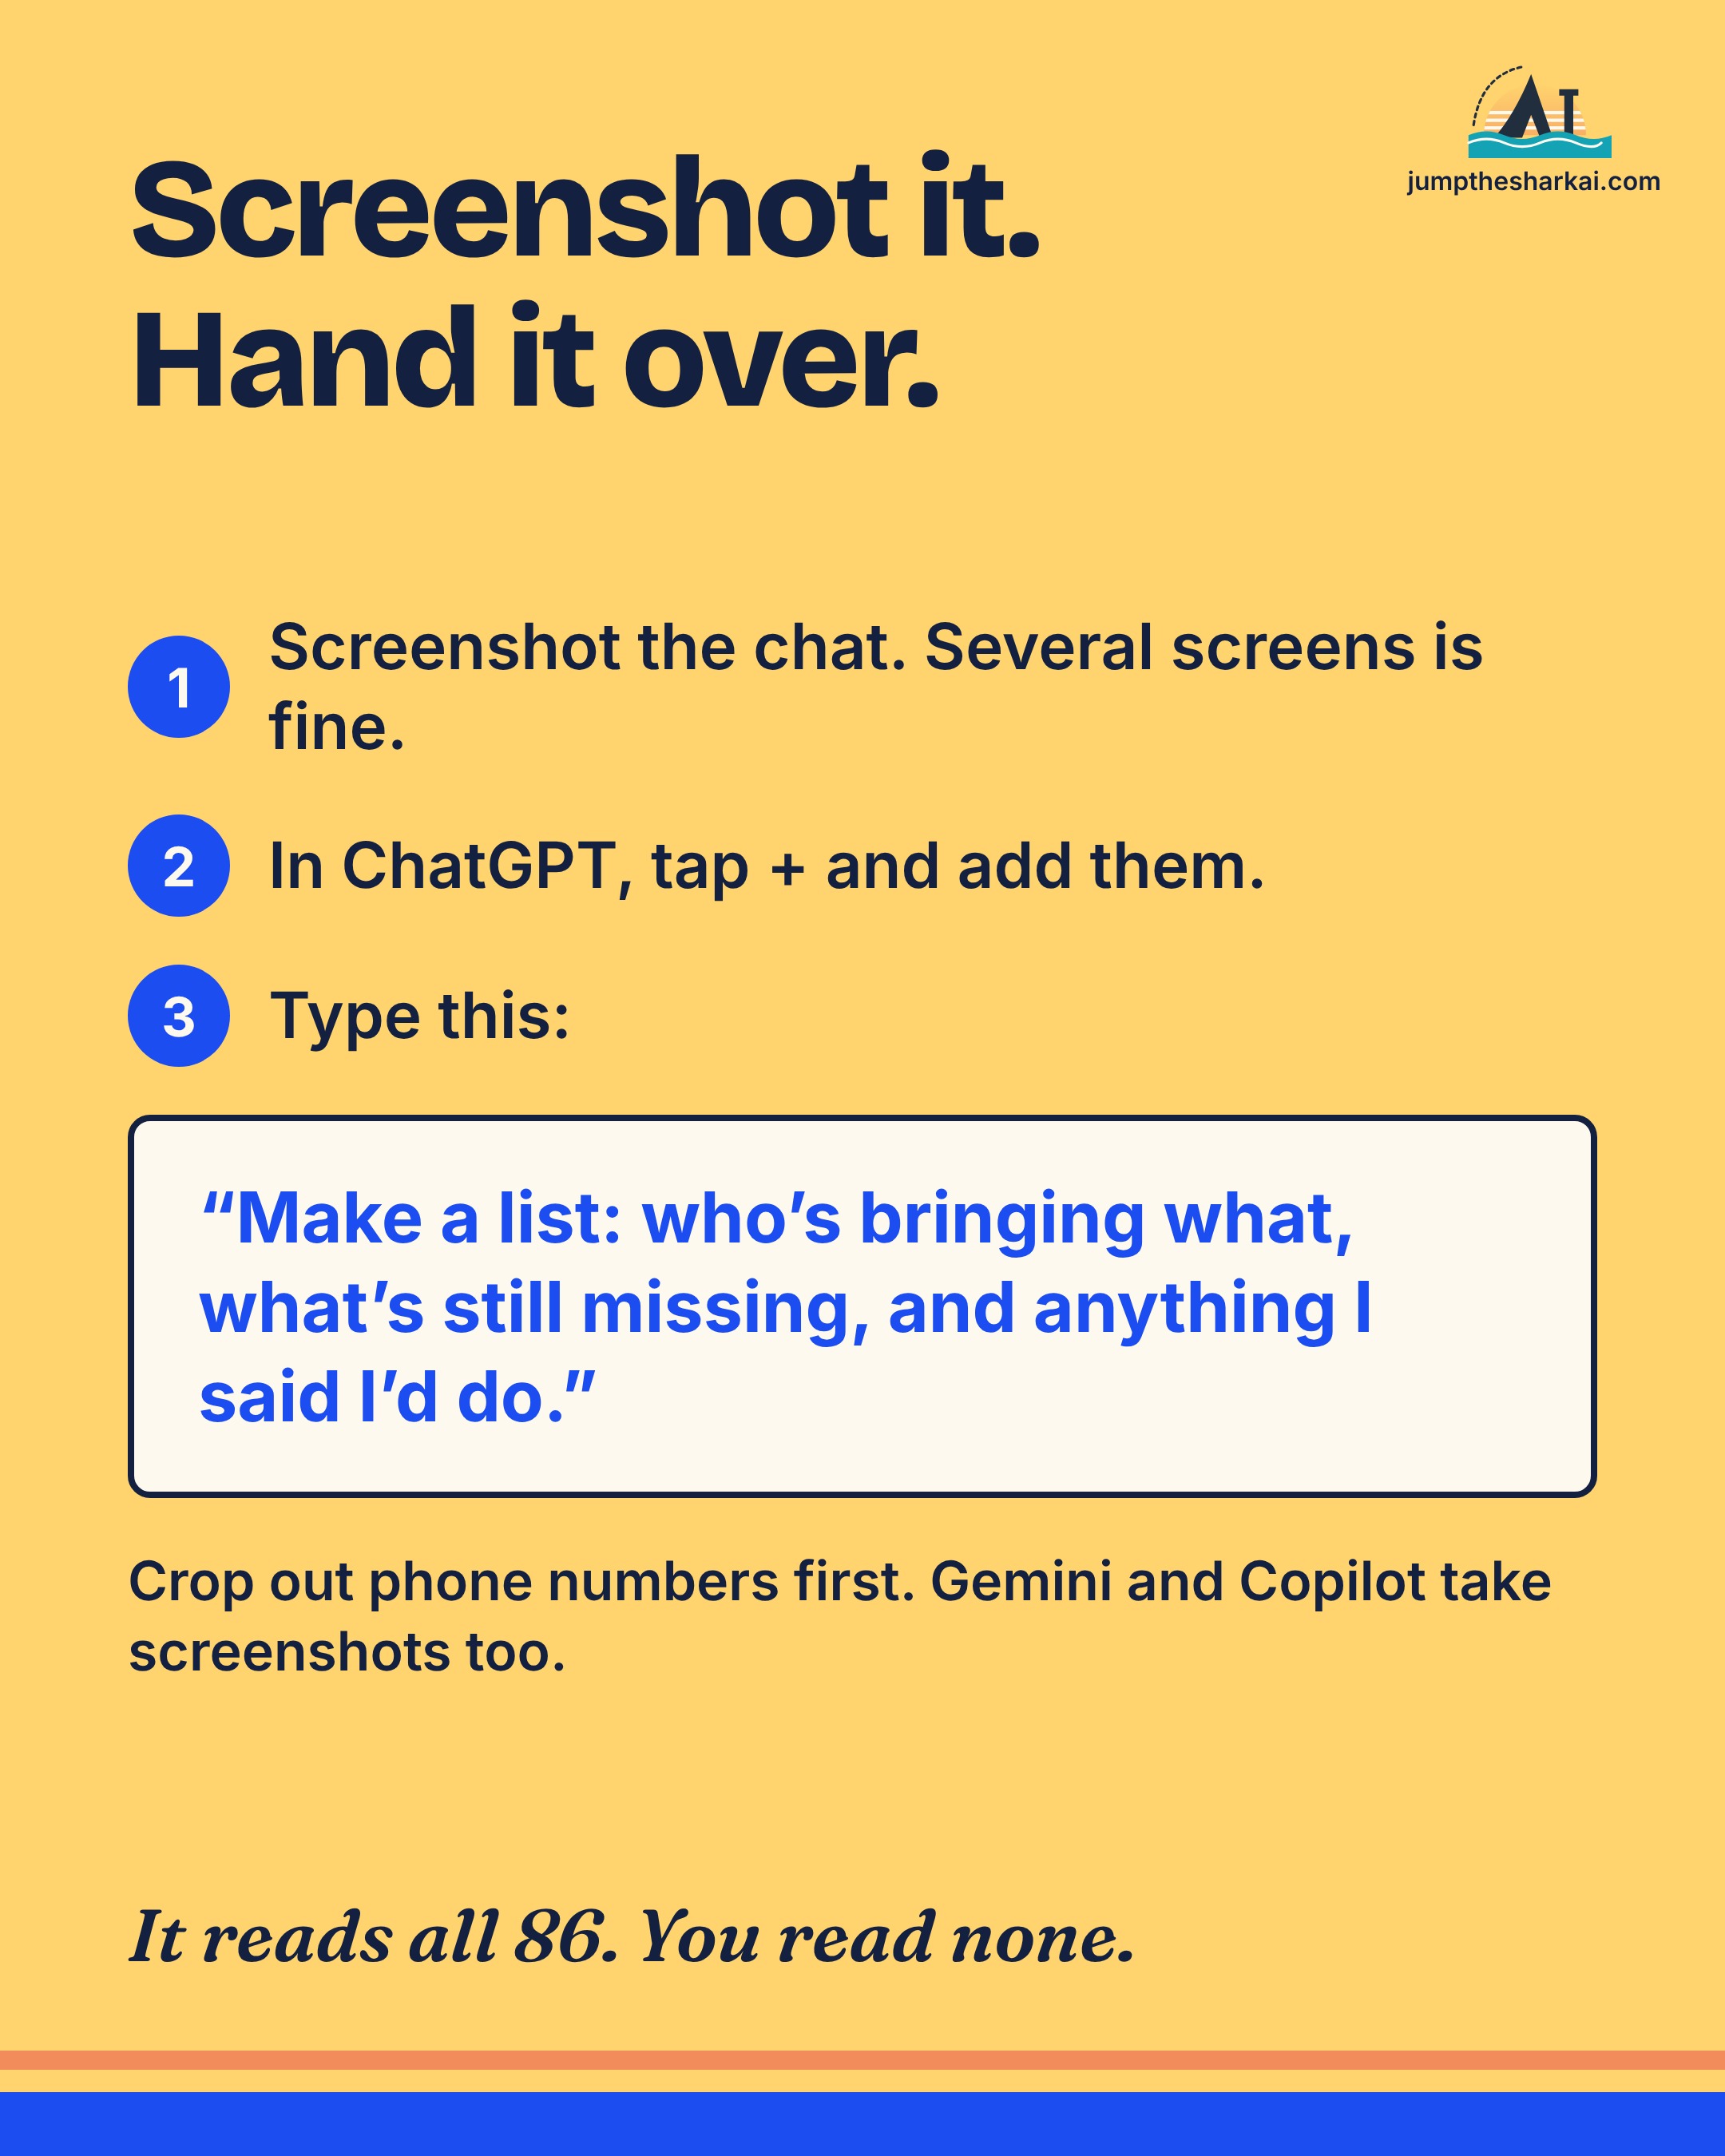 AI
jumpthesharkai.com
Screenshot it.
Hand it over.
1 Screenshot the chat. Several screens is
fine.
2 In ChatGPT, tap + and add them.
3 Type this:
“Make a list: who’s bringing what,
what’s still missing, and anything I
said I’d do.”
Crop out phone numbers first. Gemini and Copilot take
screenshots too.
It reads all 86. You read none.